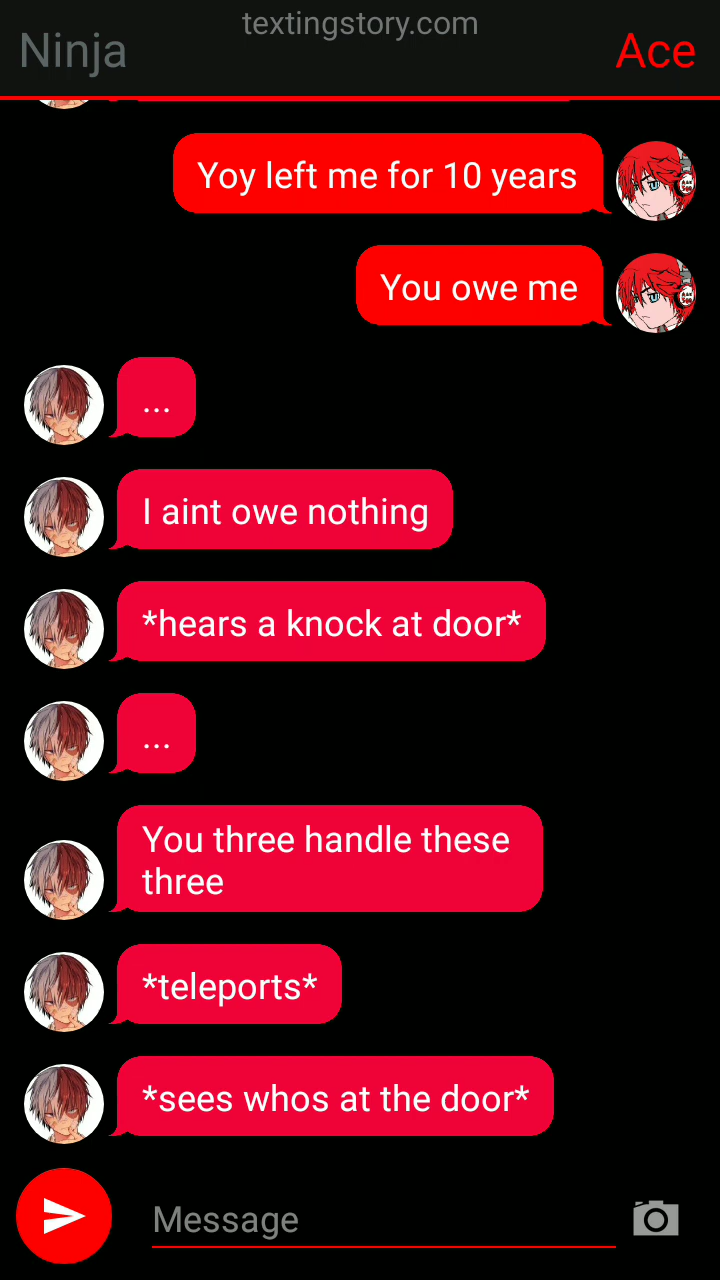 textingstory.com
Ninja
Ace
Yoy left me for 10 years
You owe me
...
I aint owe nothing
*hears a knock at door*
...
You three handle these
three
*teleports*
*sees whos at the door*
Message